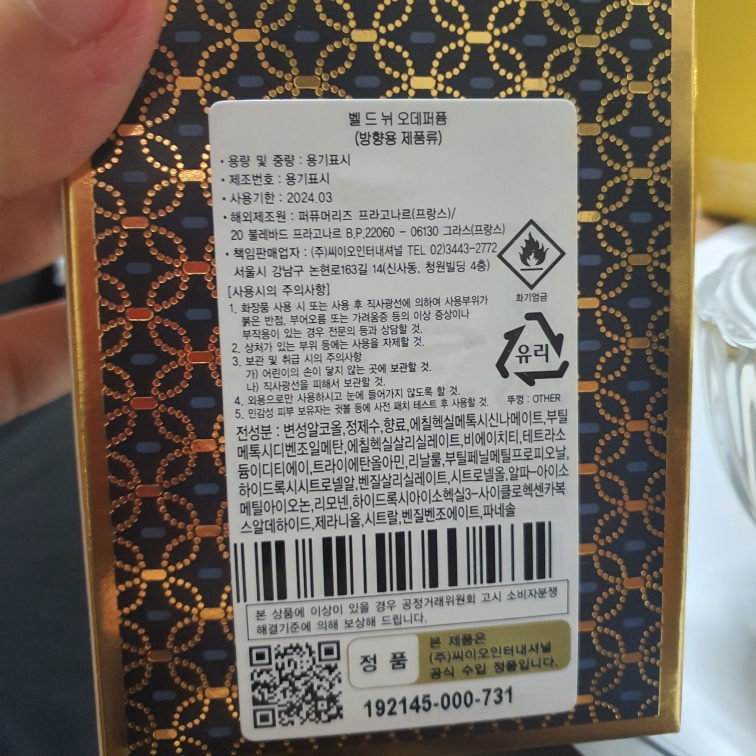 벨 드 뉘 오데퍼퓸
(방향용 제품류)
• 용량 및 중량 : 용기표시
• 제조번호 : 용기표시
• 사용기한 : 2024.03
• 해외제조원 : 퍼퓨머리즈 프라고나르(프랑스)/
20 불레바드 프라고나르 B.P.22060 - 06130 그라스(프랑스)
• 책임판매업자 : (주)씨이오인터내셔널 TEL 02)3443-2772
서울시 강남구 논현로163길 14(신사동, 청원빌딩 4층)
화기엄금
[사용시의 주의사항]
1. 화장품 사용 시 또는 사용 후 직사광선에 의하여 사용부위가
붉은 반점, 부어오름 또는 가려움증 등의 이상 증상이나
부작용이 있는 경우 전문의 등과 상담할 것.
2. 상처가 있는 부위 등에는 사용을 자제할 것.
3. 보관 및 취급 시의 주의사항
가) 어린이의 손이 닿지 않는 곳에 보관할 것.
나) 직사광선을 피해서 보관할 것.
4. 외용으로만 사용하시고 눈에 들어가지 않도록 할 것.
5. 민감성 피부 보유자는 귓볼 등에 사전 패치 테스트 후 사용할 것.
유리
뚜껑 : OTHER
전성분 : 변성알코올,정제수,향료,에칠헥실메톡시신나메이트,부틸
메톡시디벤조일메탄,에칠헥실살리실레이트,비에이치티,테트라소
듐이디티에이,트라이에탄올아민,리날룰,부틸페닐메틸프로피오날,
하이드록시시트로넬알,벤질살리실레이트,시트로넬올,알파-아이소
메틸아이오논,리모넨,하이드록시아이소헥실3-사이클로헥센카복
스알데하이드,제라니올,시트랄,벤질벤조에이트,파네솔
본 상품에 이상이 있을 경우 공정거래위원회 고시 소비자분쟁
해결기준에 의해 보상해 드립니다.
정 품
본 제품은
(주)씨이오인터내셔널
공식 수입 정품입니다.
192145-000-731